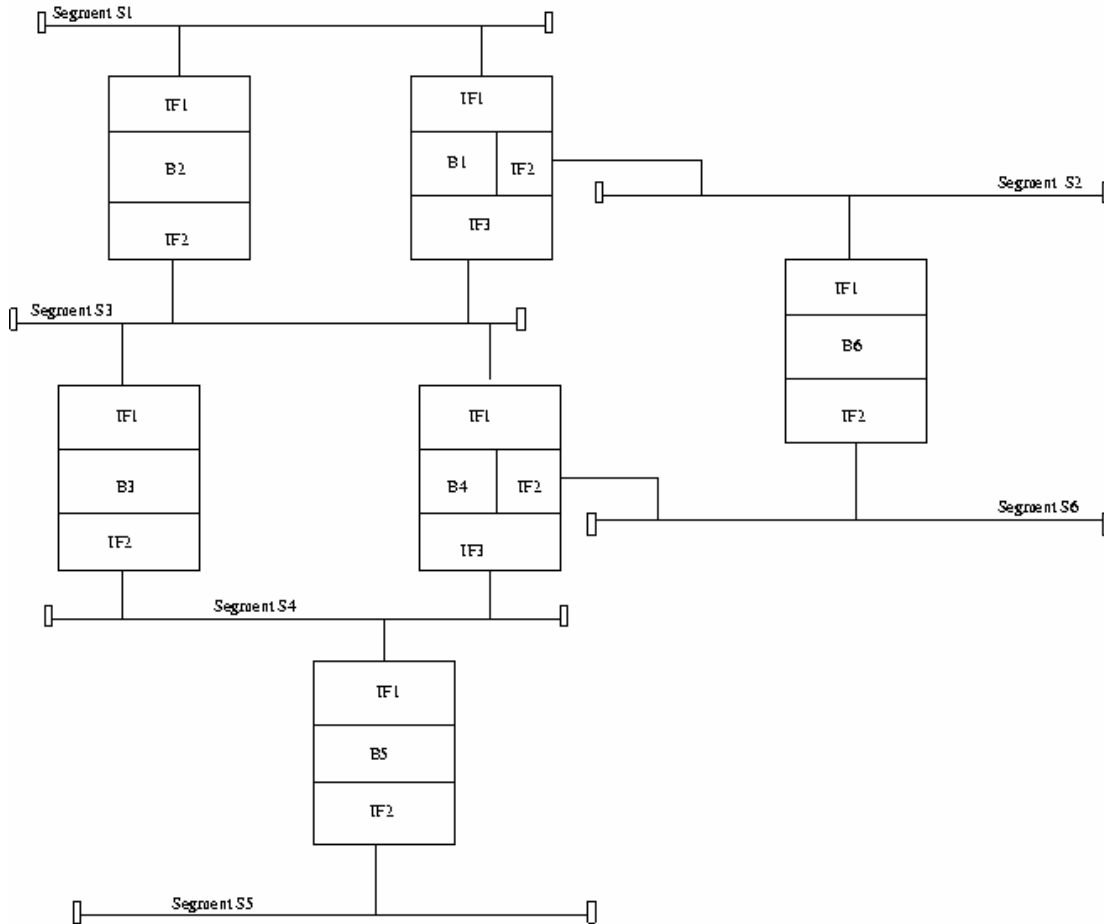 Segment S1
IF1
IF1
B2
B1
IF2
Segment S2
IF2
IF3
IF1
Segment S3
B6
IF1
IF1
IF2
B3
B4
IF2
Segment S6
IF2
IF3
Segment S4
IF1
B5
IF2
Segment S5